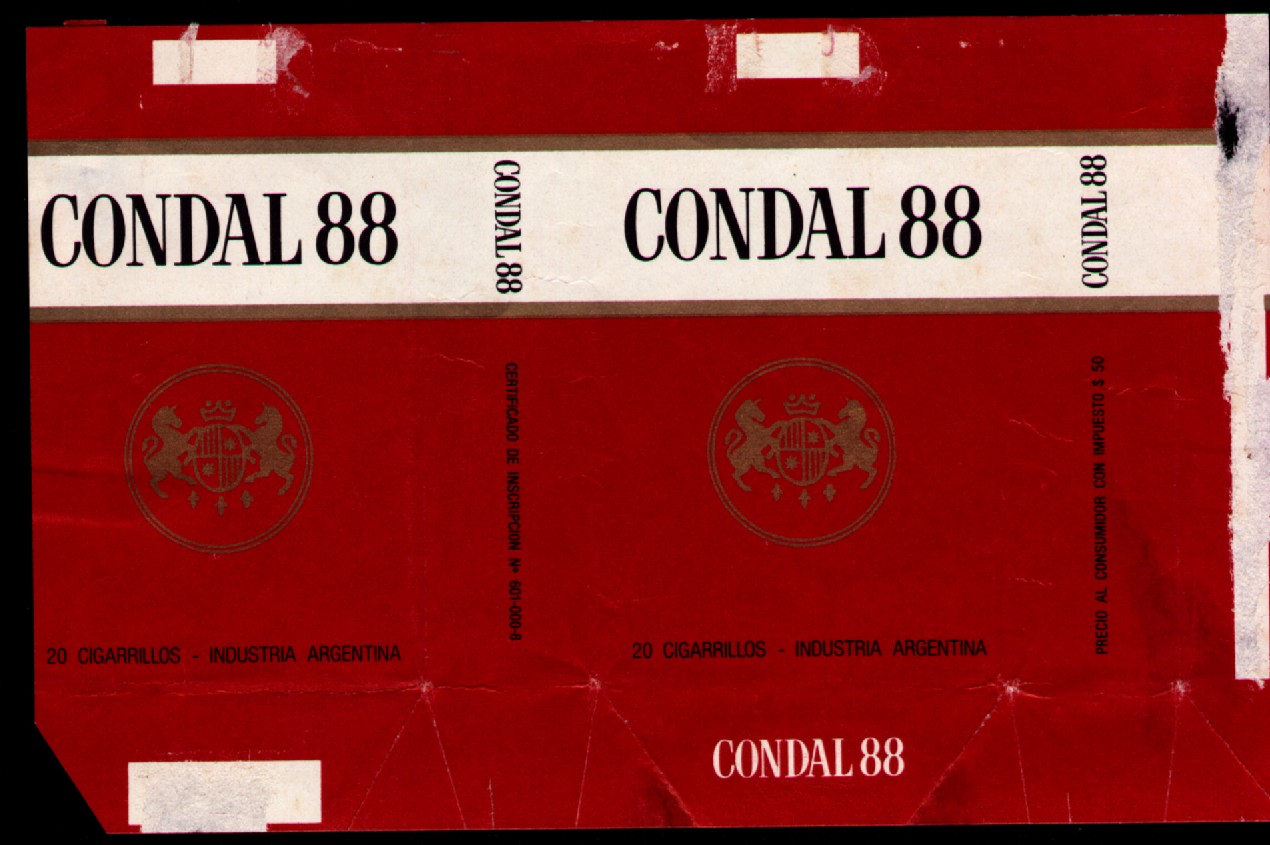 CONDAL 88
CONDAL 88
CONDAL 88
CONDAL 88
CERTIFICADO DE INSCRIPCION Nº 601-000-8
PRECIO AL CONSUMIDOR CON IMPUESTO $ 50
20 CIGARRILLOS - INDUSTRIA ARGENTINA
20 CIGARRILLOS - INDUSTRIA ARGENTINA
CONDAL 88